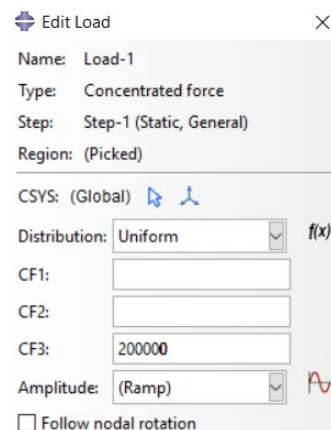 Edit Load
Name: Load-1
Type: Concentrated force
Step: Step-1 (Static, General)
Region: (Picked)
CSYS: (Global)
Distribution: Uniform f(x)
CF1:
CF2:
CF3: 200000
Amplitude: (Ramp)
Follow nodal rotation